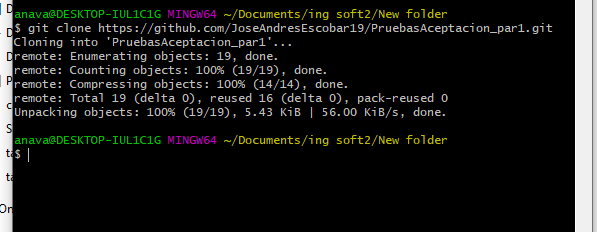 anava@DESKTOP-IUL1C1G MINGW64 ~/Documents/ing soft2/New folder
$ git clone https://github.com/JoseAndresEscobar19/PruebasAceptacion_par1.git
Cloning into 'PruebasAceptacion_par1'...
remote: Enumerating objects: 19, done.
remote: Counting objects: 100% (19/19), done.
remote: Compressing objects: 100% (14/14), done.
remote: Total 19 (delta 0), reused 16 (delta 0), pack-reused 0
Unpacking objects: 100% (19/19), 5.43 KiB | 56.00 KiB/s, done.
anava@DESKTOP-IUL1C1G MINGW64 ~/Documents/ing soft2/New folder
$